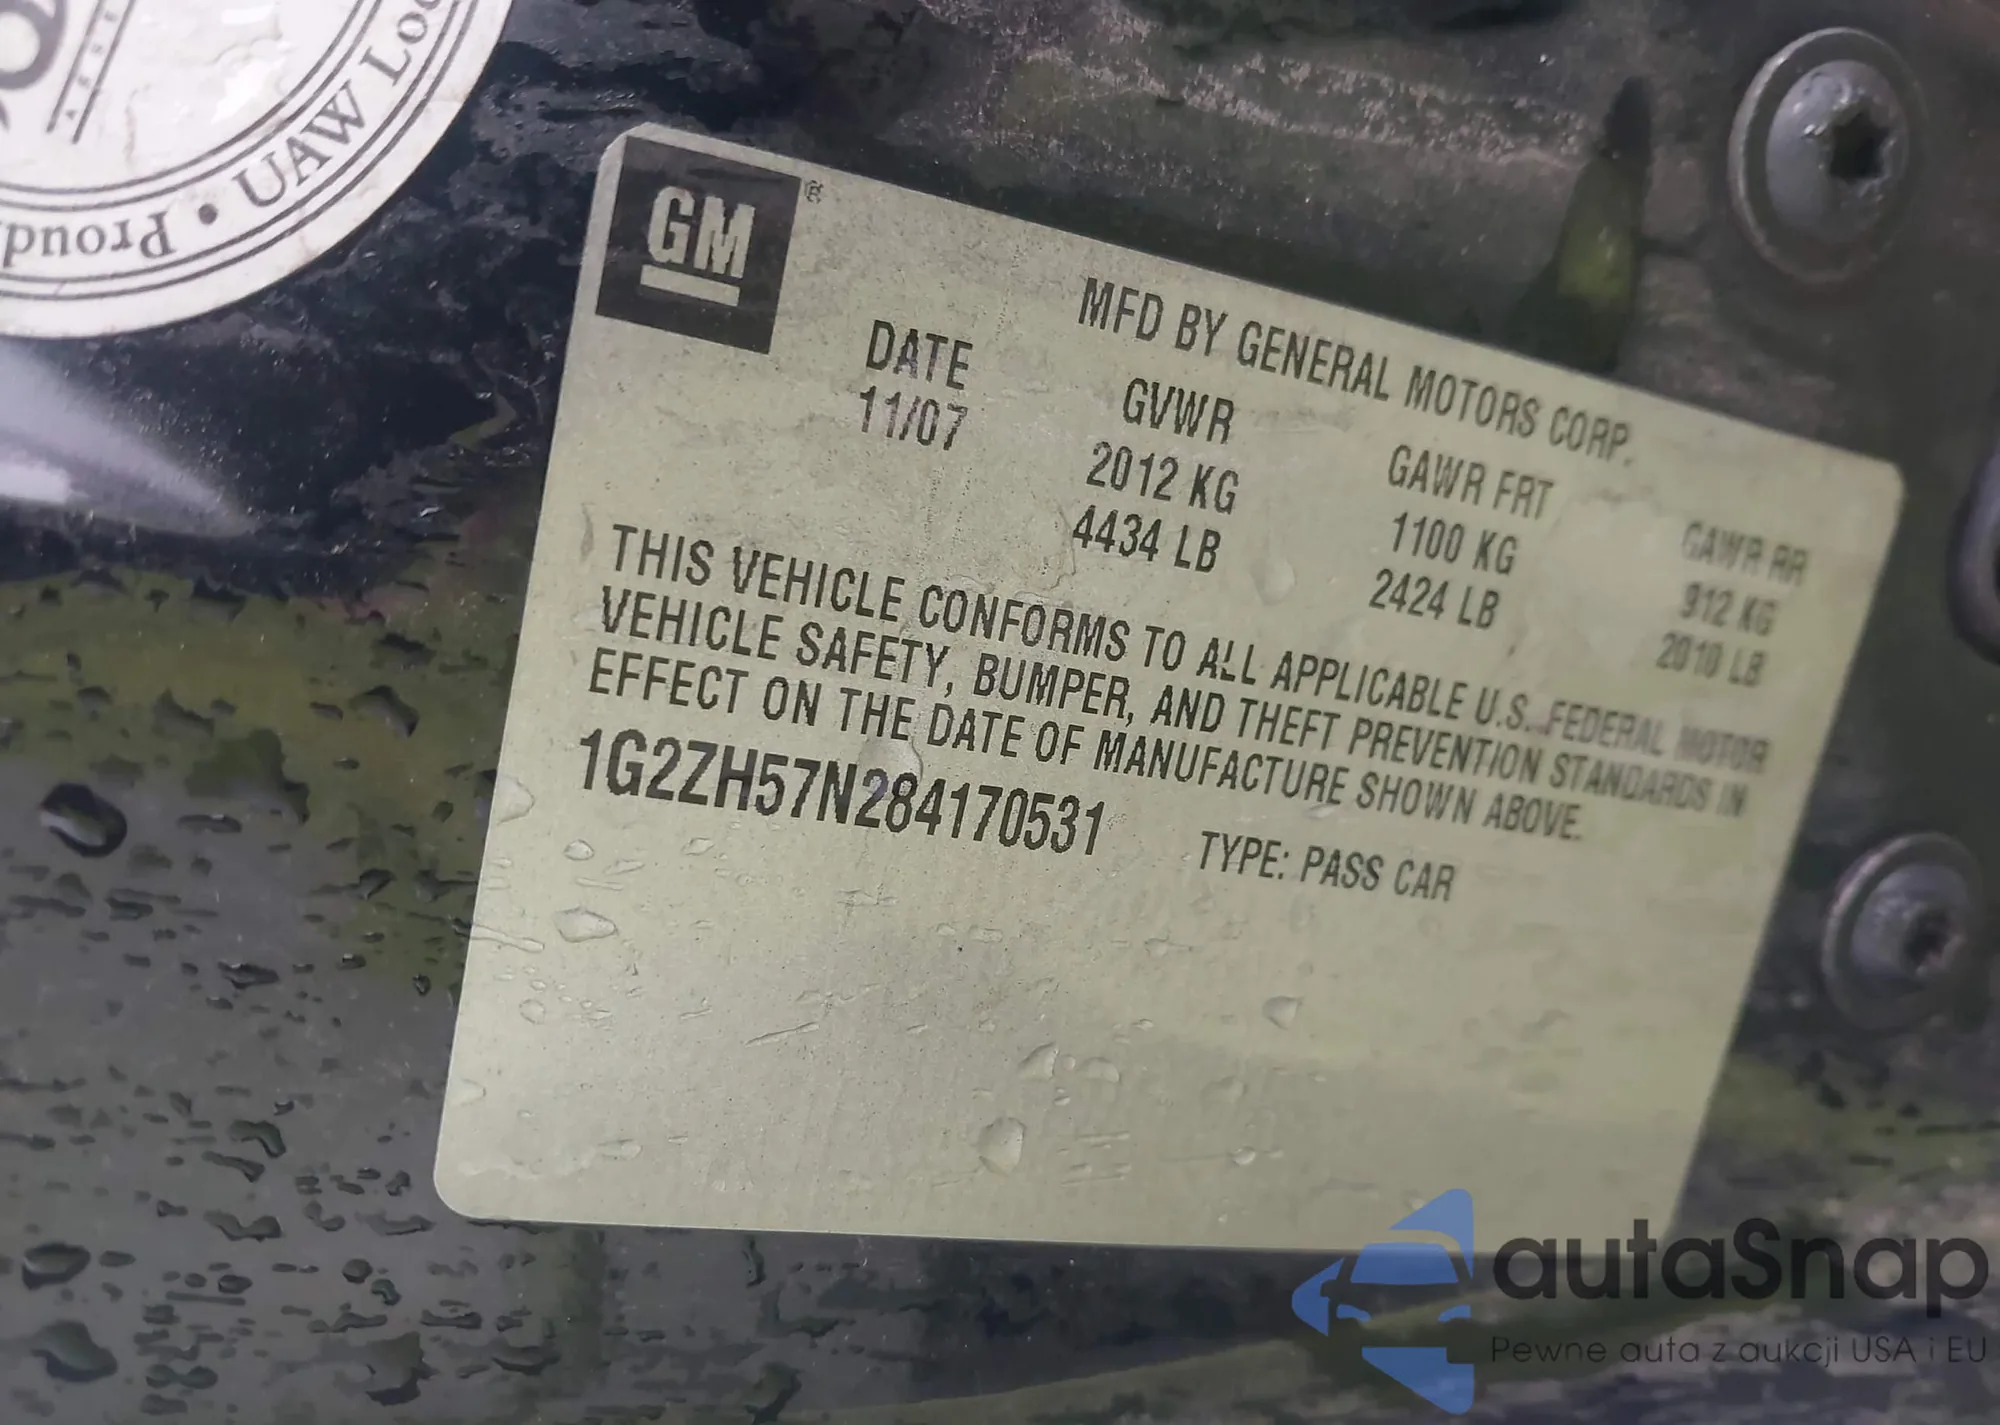 UAW Loc
• Proud
GM ®
MFD BY GENERAL MOTORS CORP.
DATE GVWR GAWR FRT GAWR RR
11/07 2012 KG 1100 KG 912 KG
4434 LB 2424 LB 2010 LB
THIS VEHICLE CONFORMS TO ALL APPLICABLE U.S. FEDERAL MOTOR
VEHICLE SAFETY, BUMPER, AND THEFT PREVENTION STANDARDS IN
EFFECT ON THE DATE OF MANUFACTURE SHOWN ABOVE.
1G2ZH57N284170531 TYPE: PASS CAR
autaSnap
Pewne auta z aukcji USA i EU